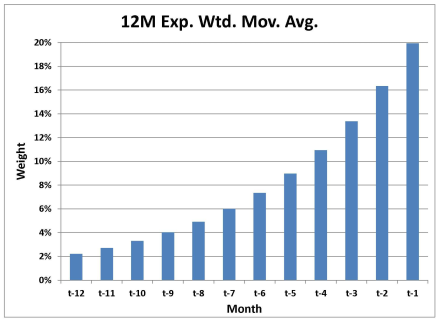 12M Exp. Wtd. Mov. Avg.
20%
18%
16%
14%
12%
10%
8%
6%
4%
2%
0%
Weight
t-12 t-11 t-10 t-9 t-8 t-7 t-6 t-5 t-4 t-3 t-2 t-1
Month